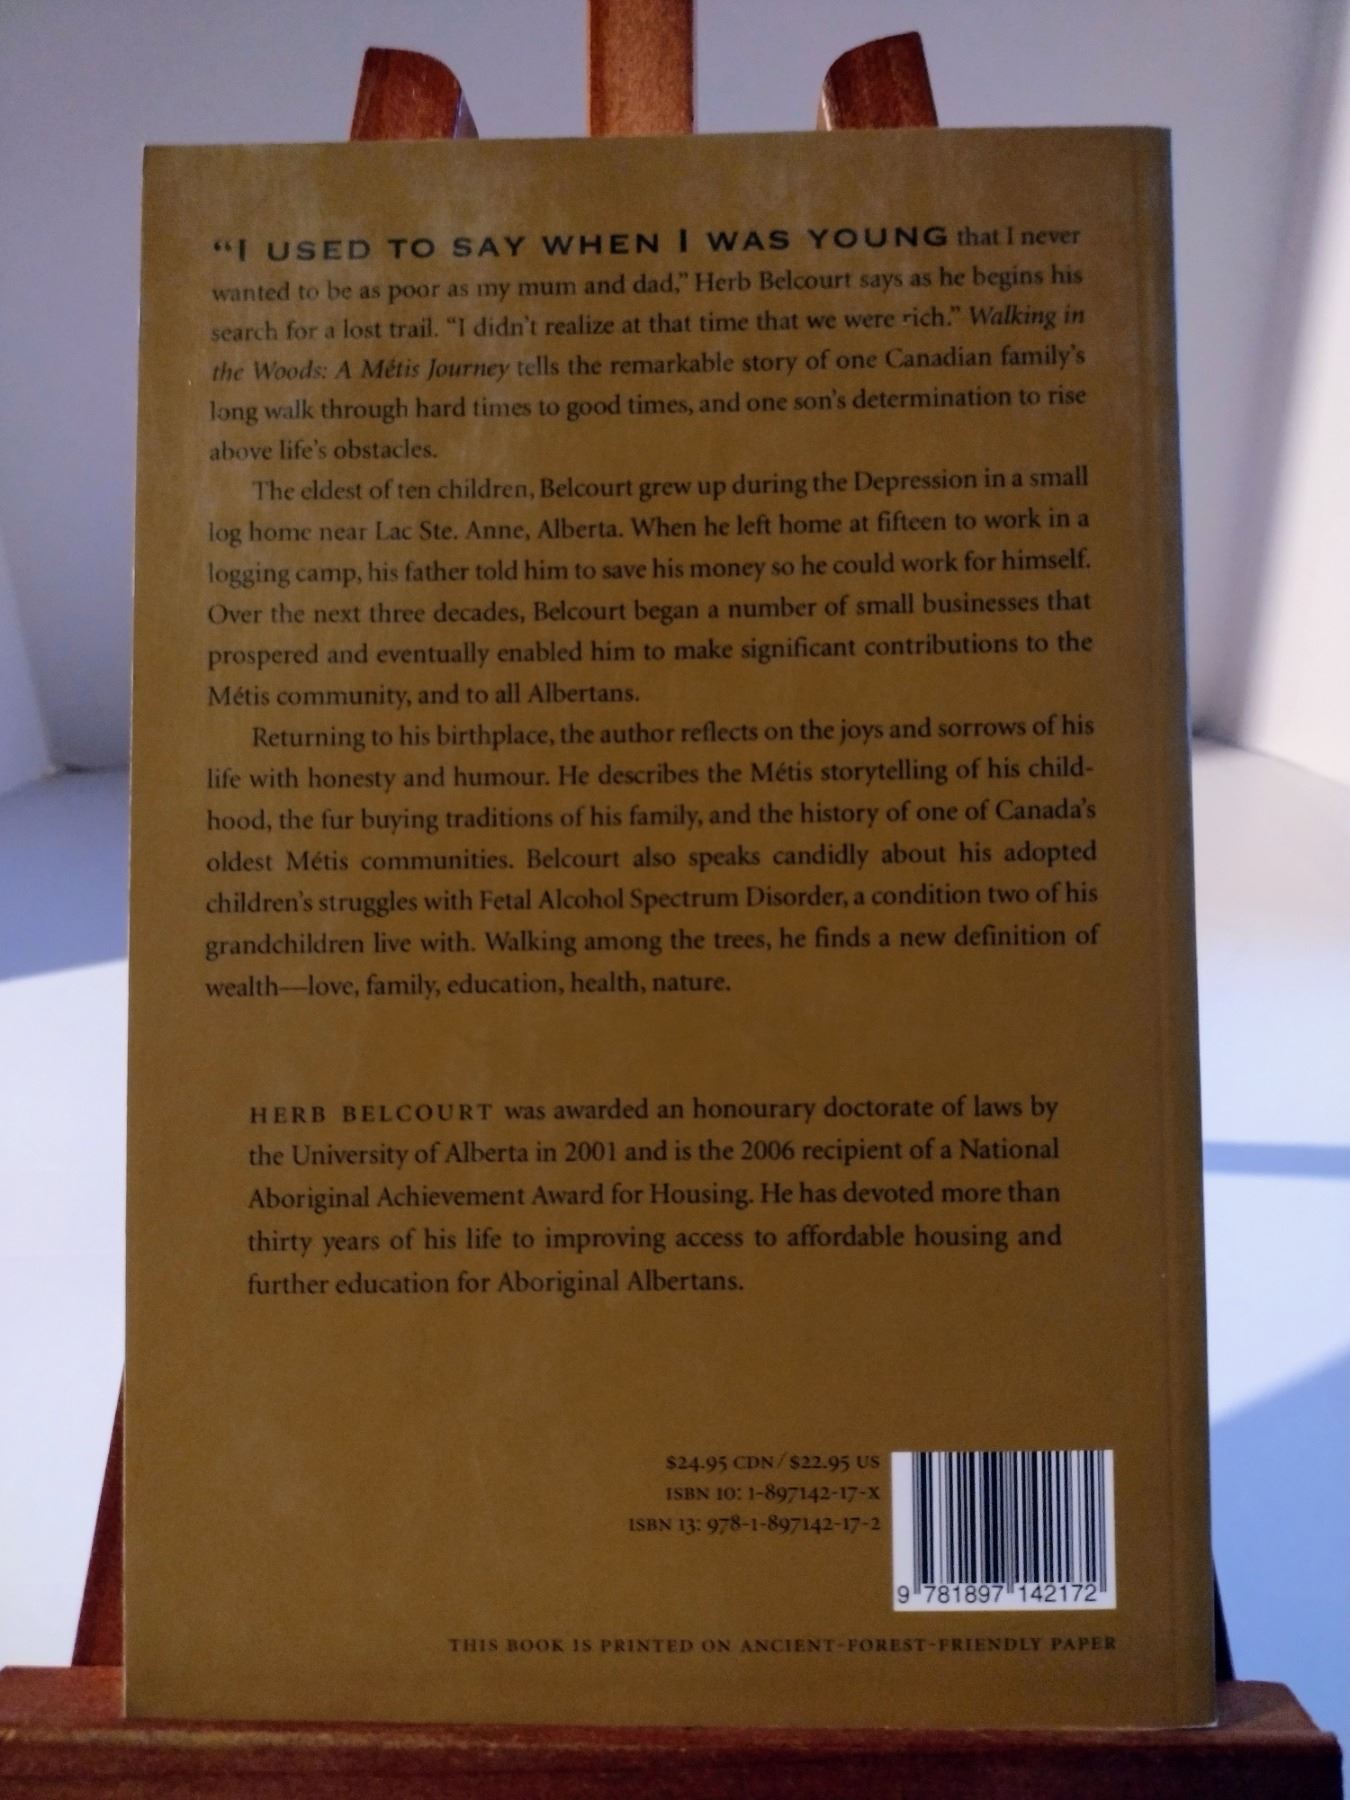 “I USED TO SAY WHEN I WAS YOUNG that I never
wanted to be as poor as my mum and dad,” Herb Belcourt says as he begins his
search for a lost trail. “I didn’t realize at that time that we were rich.” Walking in
the Woods: A Métis Journey tells the remarkable story of one Canadian family’s
long walk through hard times to good times, and one son’s determination to rise
above life’s obstacles.
The eldest of ten children, Belcourt grew up during the Depression in a small
log home near Lac Ste. Anne, Alberta. When he left home at fifteen to work in a
logging camp, his father told him to save his money so he could work for himself.
Over the next three decades, Belcourt began a number of small businesses that
prospered and eventually enabled him to make significant contributions to the
Métis community, and to all Albertans.
Returning to his birthplace, the author reflects on the joys and sorrows of his
life with honesty and humour. He describes the Métis storytelling of his child-
hood, the fur buying traditions of his family, and the history of one of Canada’s
oldest Métis communities. Belcourt also speaks candidly about his adopted
children’s struggles with Fetal Alcohol Spectrum Disorder, a condition two of his
grandchildren live with. Walking among the trees, he finds a new definition of
wealth—love, family, education, health, nature.
HERB BELCOURT was awarded an honourary doctorate of laws by
the University of Alberta in 2001 and is the 2006 recipient of a National
Aboriginal Achievement Award for Housing. He has devoted more than
thirty years of his life to improving access to affordable housing and
further education for Aboriginal Albertans.
$24.95 CDN / $22.95 US
ISBN 10: 1-897142-17-X
ISBN 13: 978-1-897142-17-2
9 781897 142172
THIS BOOK IS PRINTED ON ANCIENT-FOREST-FRIENDLY PAPER